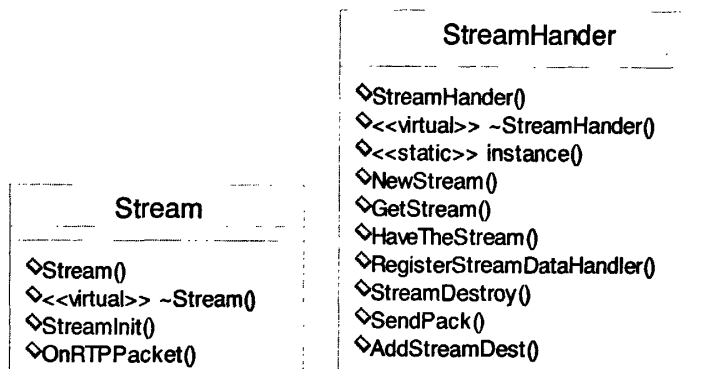 StreamHander
StreamHander()
<<virtual>> ~StreamHander()
<<static>> instance()
NewStream()
GetStream()
HaveTheStream()
RegisterStreamDataHandler()
StreamDestroy()
SendPack()
AddStreamDest()
Stream
Stream()
<<virtual>> ~Stream()
StreamInit()
OnRTPPacket()